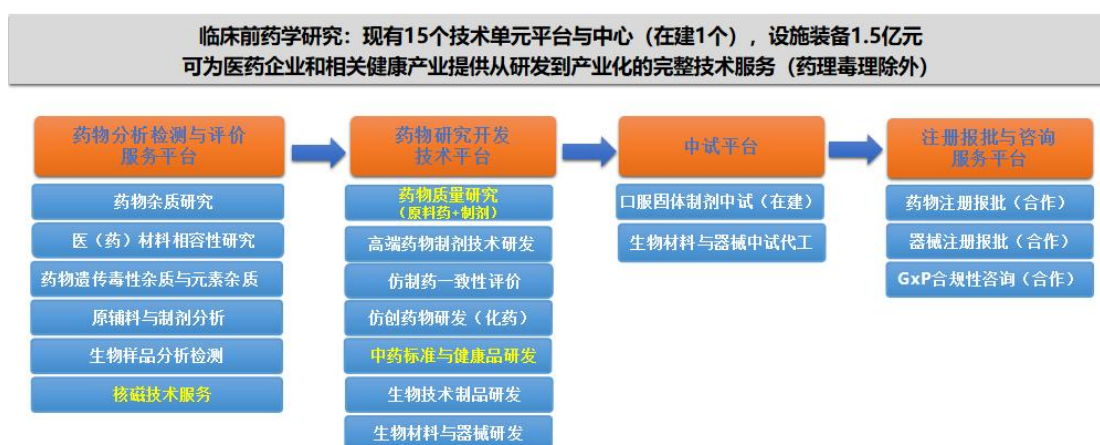 临床前药学研究：现有15个技术单元平台与中心（在建1个），设施装备1.5亿元
可为医药企业和相关健康产业提供从研发到产业化的完整技术服务（药理毒理除外）
药物分析检测与评价
服务平台
药物杂质研究
医（药）材料相容性研究
药物遗传毒性杂质与元素杂质
原辅料与制剂分析
生物样品分析检测
核磁技术服务
药物研究开发
技术平台
药物质量研究
（原料药+制剂）
高端药物制剂技术研发
仿制药一致性评价
仿创药物研发（化药）
中药标准与健康品研发
生物技术制品研发
生物材料与器械研发
中试平台
口服固体制剂中试（在建）
生物材料与器械中试代工
注册报批与咨询
服务平台
药物注册报批（合作）
器械注册报批（合作）
GxP合规性咨询（合作）